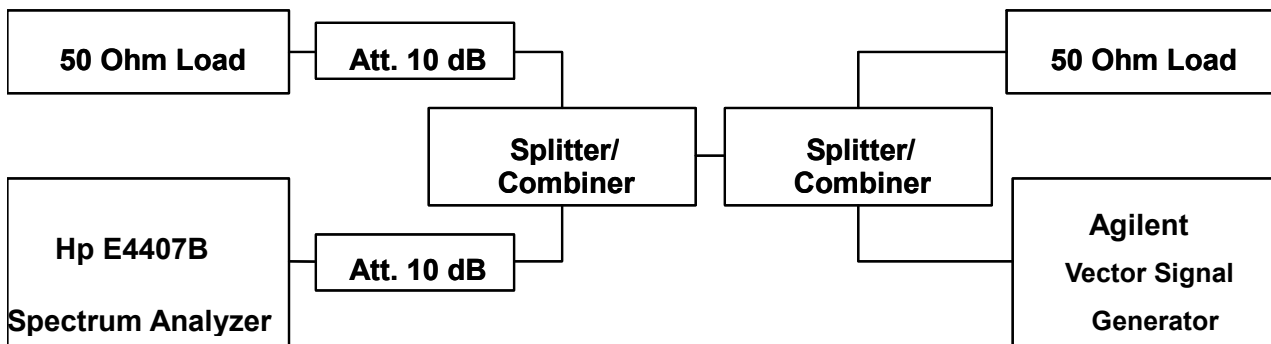 50 Ohm Load
Att. 10 dB
50 Ohm Load
Splitter/
Combiner
Splitter/
Combiner
Hp E4407B
Spectrum Analyzer
Att. 10 dB
Agilent
Vector Signal
Generator